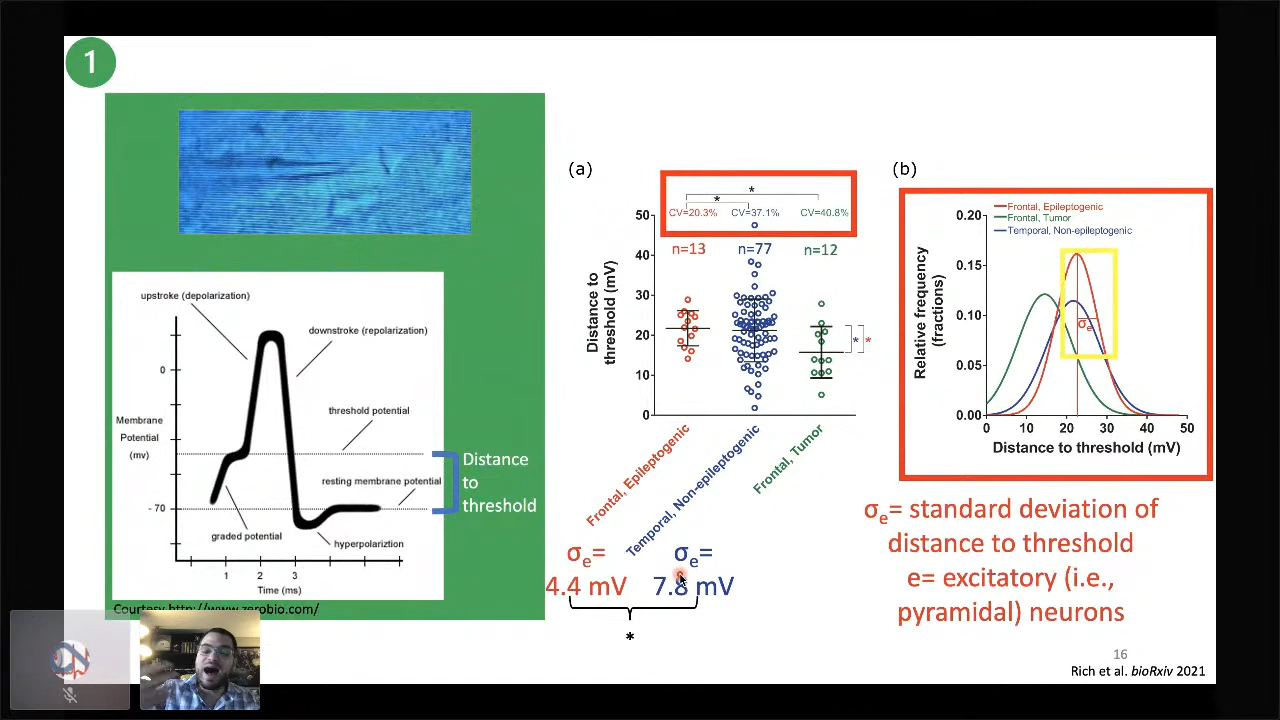 1
upstroke (depolarization)
downstroke (repolarization)
0
threshold potential
Membrane
Potential
(mv)
resting membrane potential
- 70
graded potential
hyperpolariztion
1 2 3
Time (ms)
Distance
to
threshold
Courtesy http://www.zerobio.com/
(a)
*
*
CV=20.3% CV=37.1% CV=40.8%
n=13 n=77 n=12
50
40
30
20
10
0
Distance to
threshold (mV)
* *
Frontal, Epileptogenic
Temporal, Non-epileptogenic
Frontal, Tumor
σe= σe=
4.4 mV 7.8 mV
*
(b)
Frontal, Epileptogenic
Frontal, Tumor
Temporal, Non-epileptogenic
0.20
0.15
0.10
0.05
0.00
Relative frequency
(fractions)
σe
0 10 20 30 40 50
Distance to threshold (mV)
σe= standard deviation of
distance to threshold
e= excitatory (i.e.,
pyramidal) neurons
16
Rich et al. bioRxiv 2021